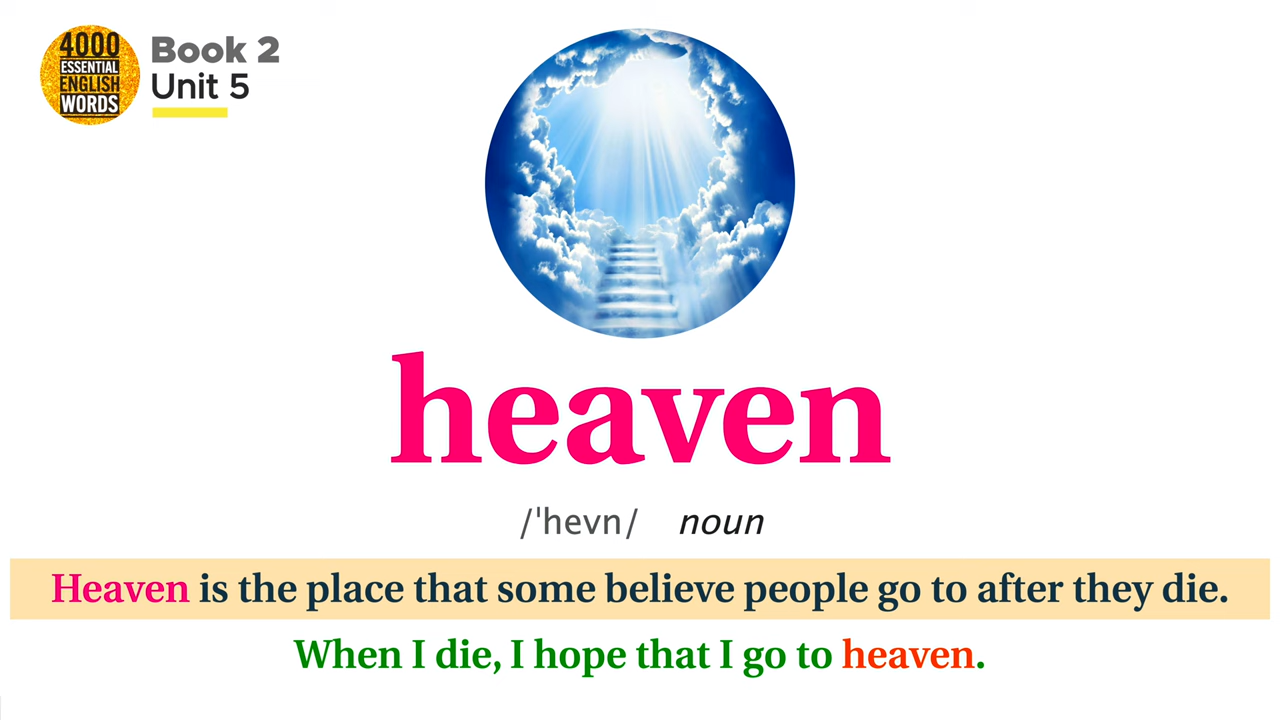 4000
ESSENTIAL
ENGLISH
WORDS
Book 2
Unit 5
heaven
/ˈhevn/ noun
Heaven is the place that some believe people go to after they die.
When I die, I hope that I go to heaven.